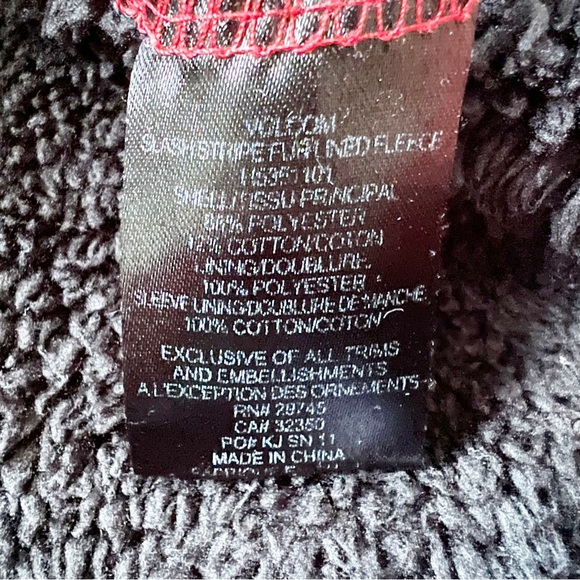 VOLCOM
STRIPE FUR LINED FLEECE
SHELL/TISSU PRINCIPAL
POLYESTER
COTTON/COTON
LINING/DOUBLURE
100% POLYESTER
SLEEVE LINING/DOUBLURE DE MANCHE
100% COTTON/COTON
EXCLUSIVE OF ALL TRIMS
AND EMBELLISHMENTS
A L'EXCEPTION DES ORNEMENTS
RN# 29745
CA# 32350
PO# KJ SN 11
MADE IN CHINA